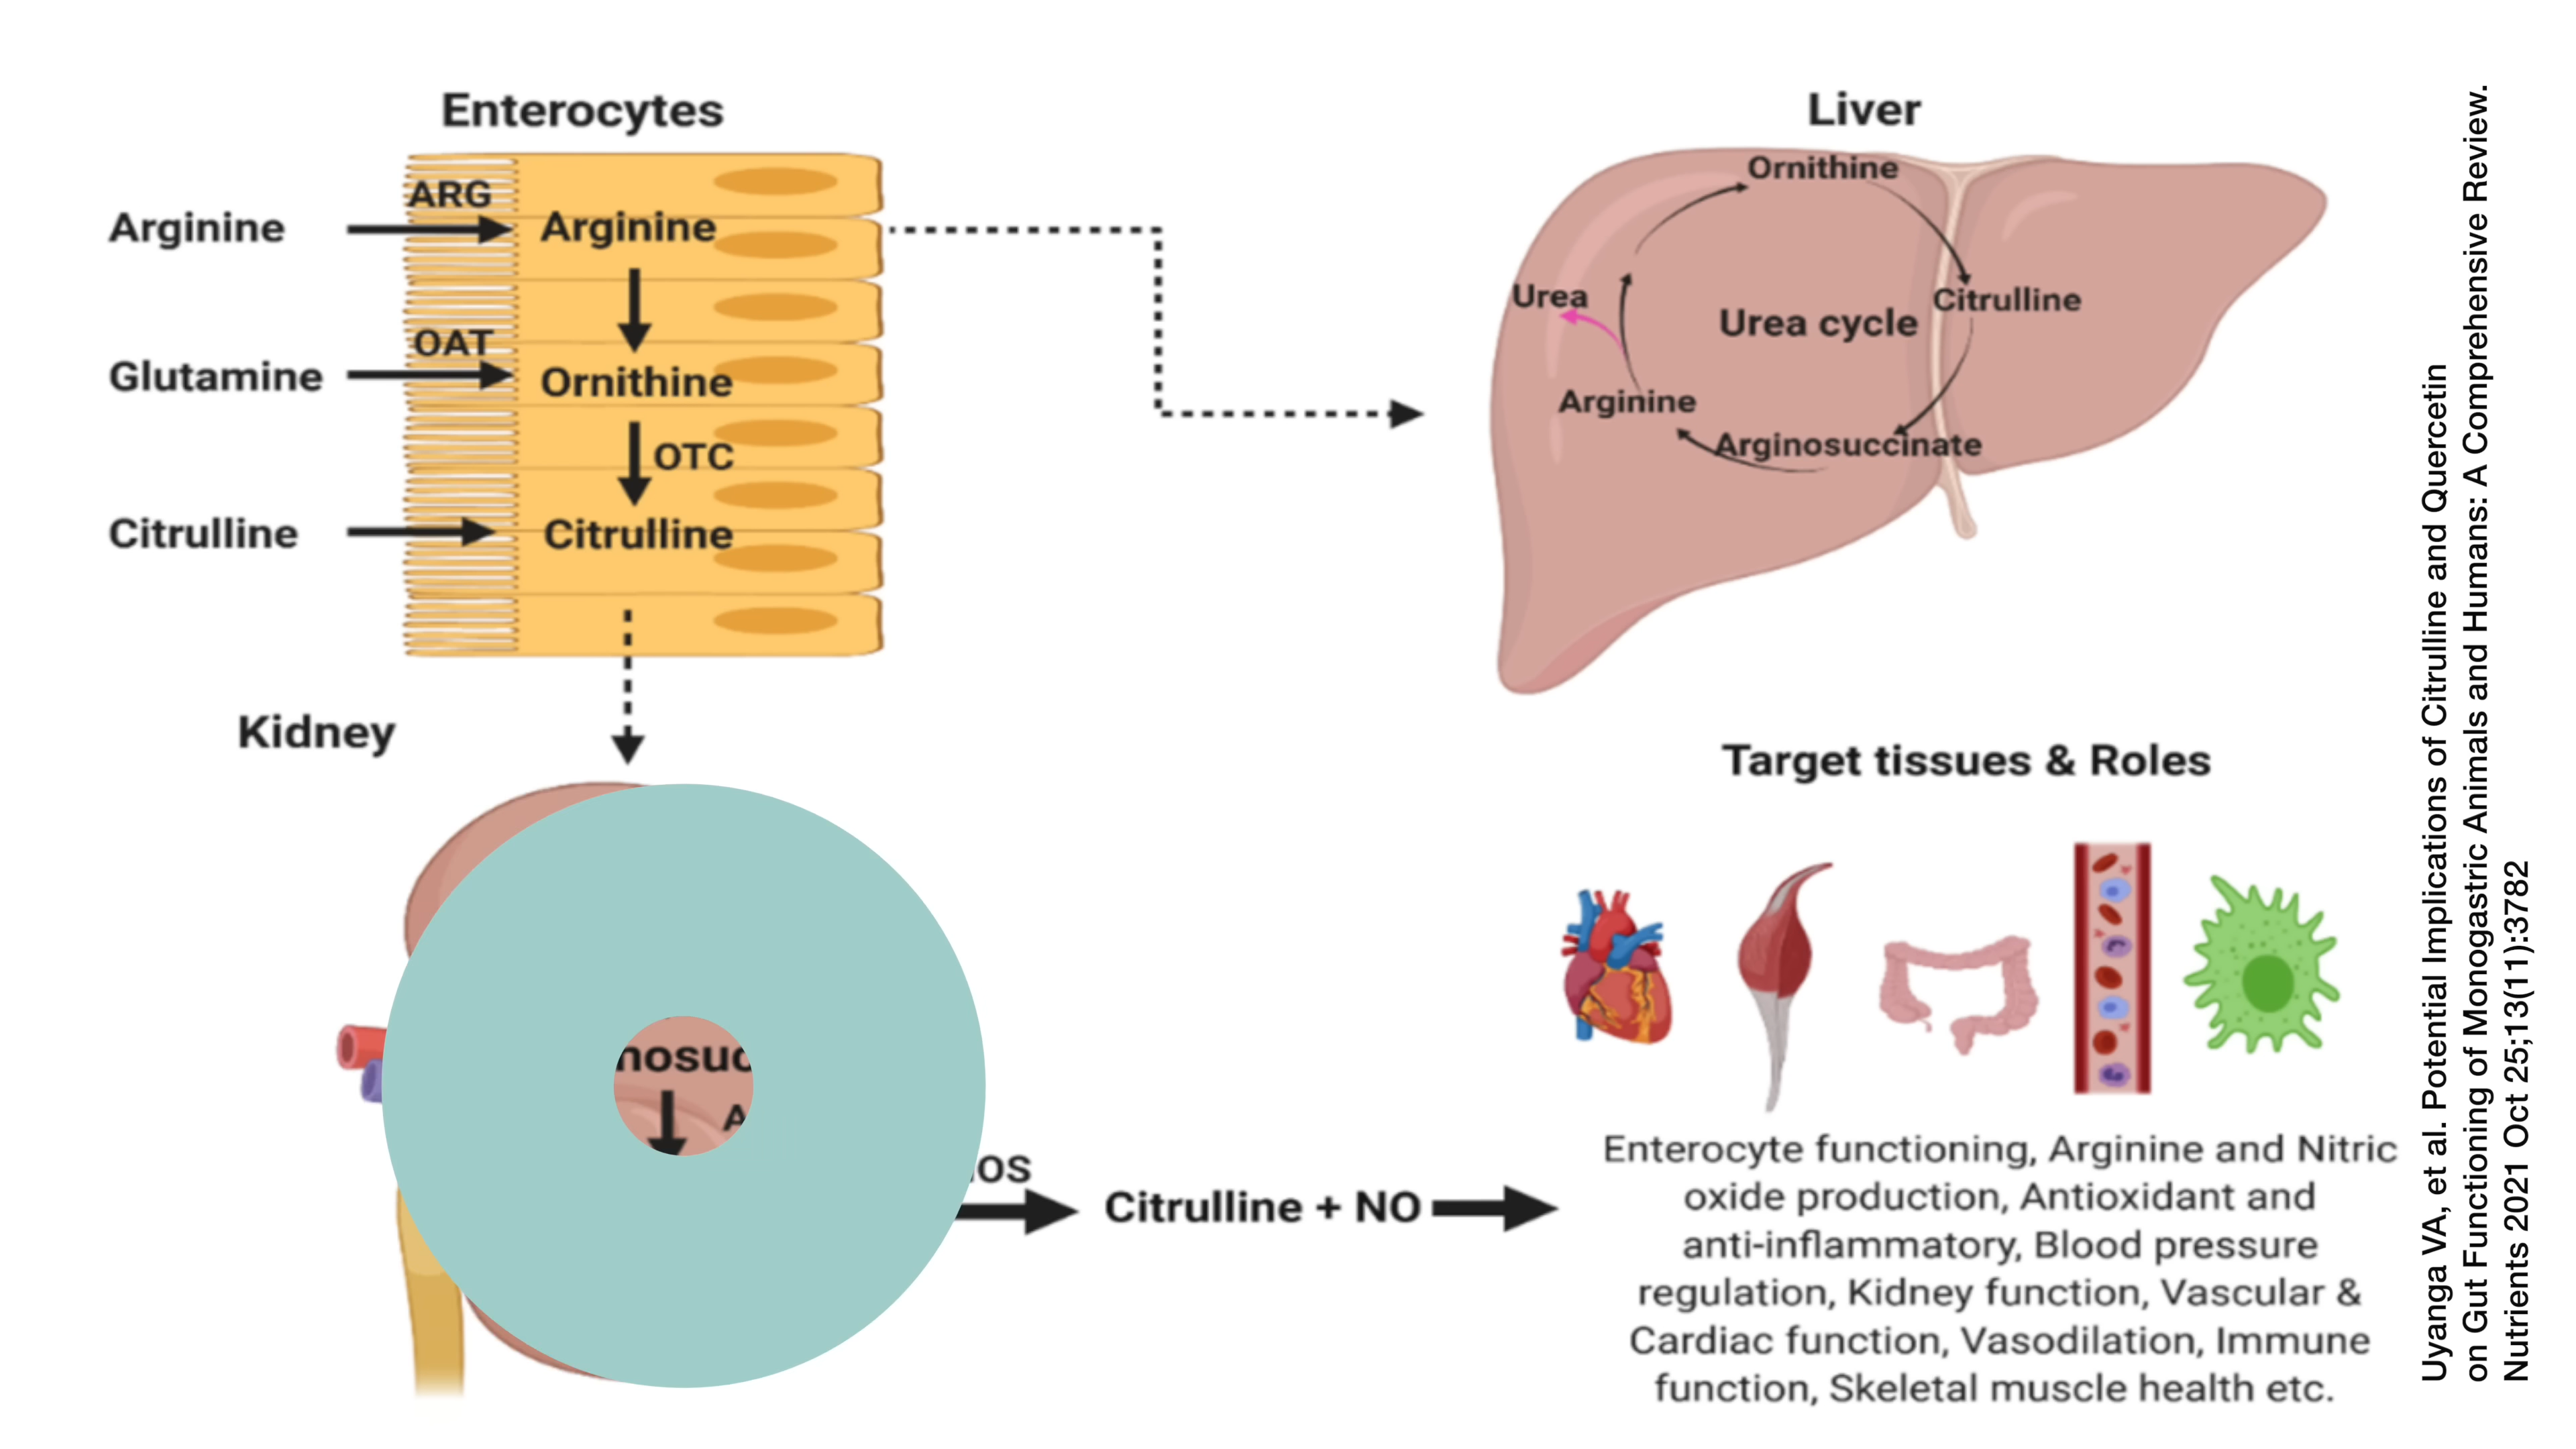 Enterocytes
ARG
Arginine
Arginine
OAT
Glutamine
Ornithine
OTC
Citrulline
Citrulline
Liver
Ornithine
Urea
Citrulline
Urea cycle
Arginine
Arginosuccinate
Kidney
nosuc
A
OS
Citrulline + NO
Target tissues & Roles
Enterocyte functioning, Arginine and Nitric
oxide production, Antioxidant and
anti-inflammatory, Blood pressure
regulation, Kidney function, Vascular &
Cardiac function, Vasodilation, Immune
function, Skeletal muscle health etc.
Uyanga VA, et al. Potential Implications of Citrulline and Quercetin
on Gut Functioning of Monogastric Animals and Humans: A Comprehensive Review.
Nutrients 2021 Oct 25;13(11):3782